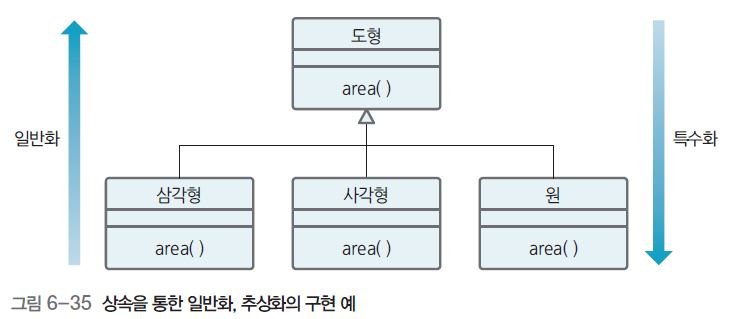 도형
area( )
일반화
특수화
삼각형
사각형
원
area( )
area( )
area( )
그림 6-35 상속을 통한 일반화, 추상화의 구현 예